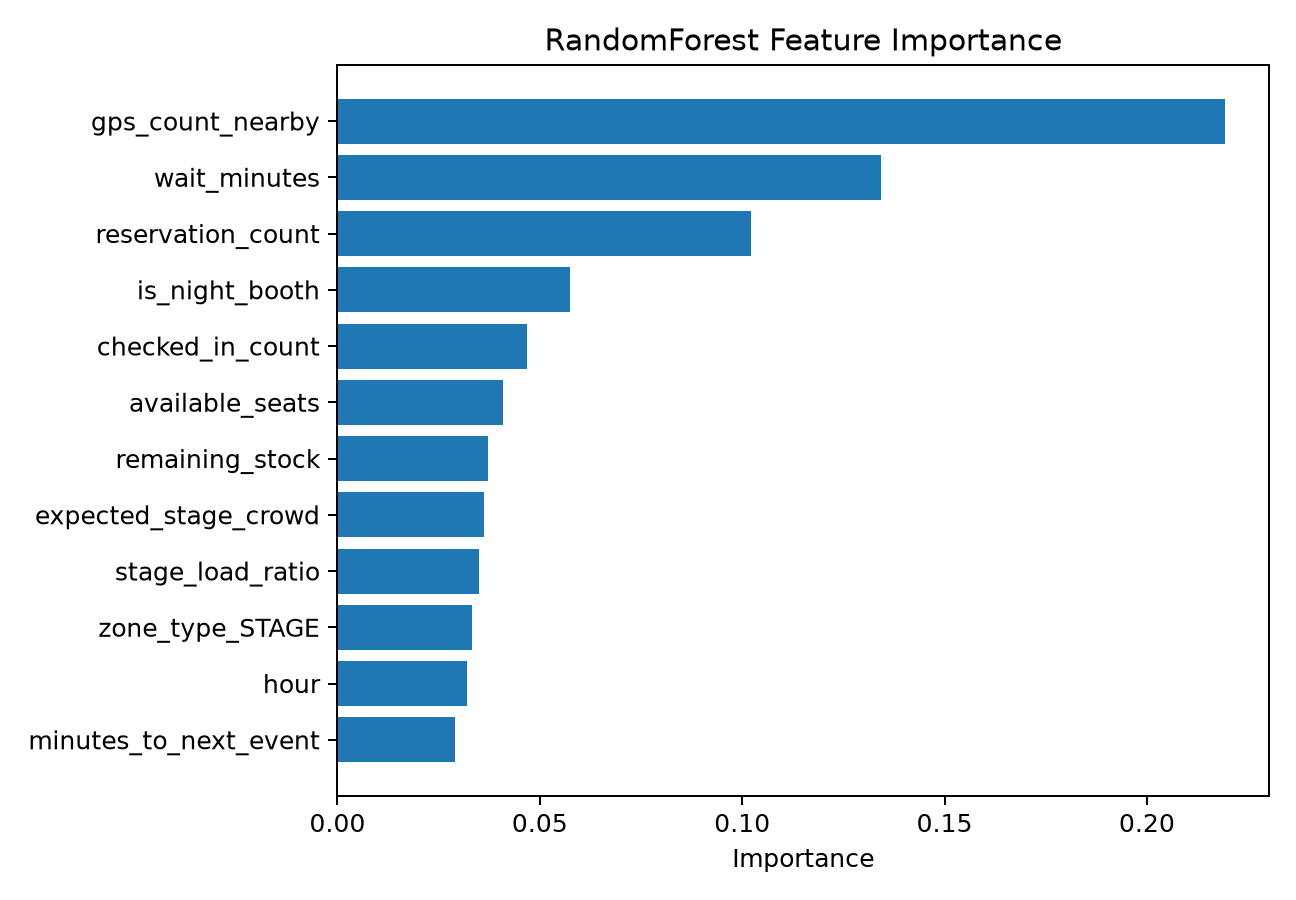 RandomForest Feature Importance
gps_count_nearby
wait_minutes
reservation_count
is_night_booth
checked_in_count
available_seats
remaining_stock
expected_stage_crowd
stage_load_ratio
zone_type_STAGE
hour
minutes_to_next_event
0.00 0.05 0.10 0.15 0.20
Importance